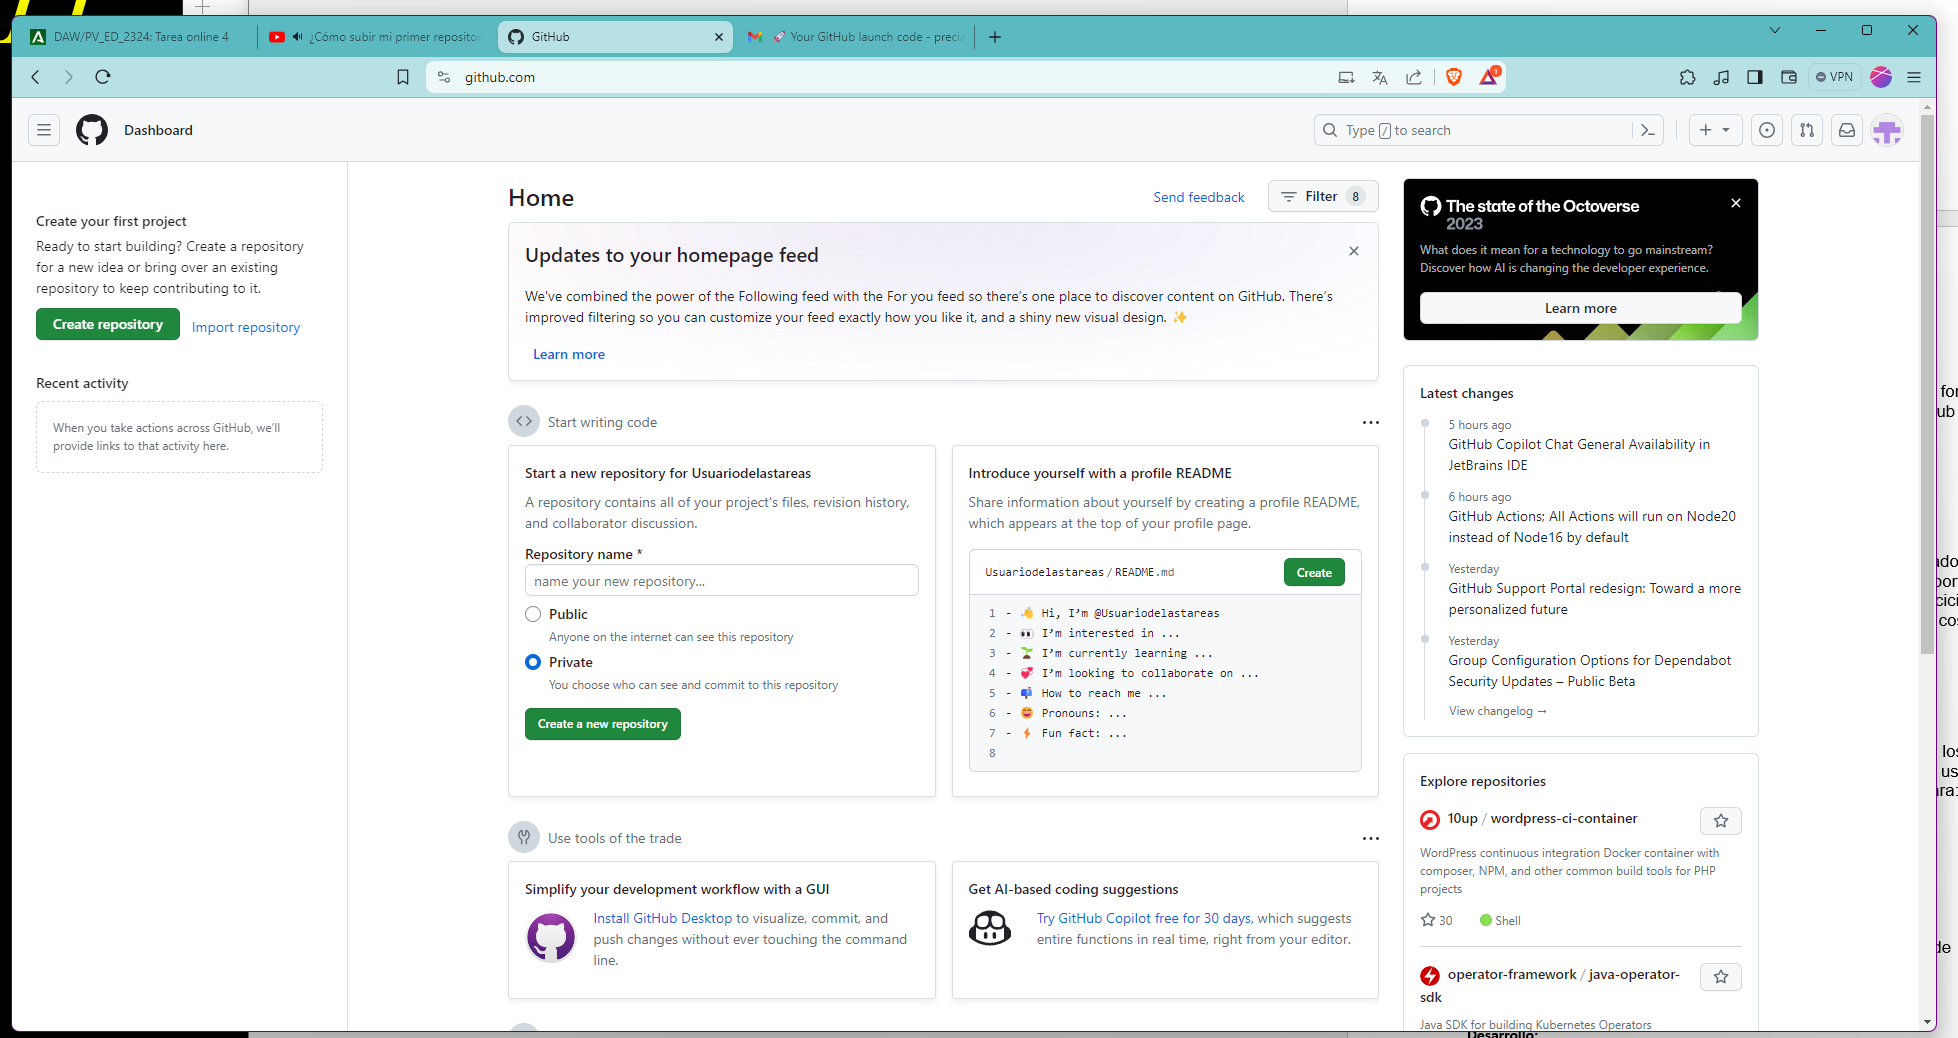 DAW/PV_ED_2324: Tarea online 4
¿Cómo subir mi primer repositor
GitHub
🚀 Your GitHub launch code - precia
github.com
VPN
1
Dashboard
Type / to search
Create your first project
Ready to start building? Create a repository
for a new idea or bring over an existing
repository to keep contributing to it.
Create repository
Import repository
Recent activity
When you take actions across GitHub, we'll
provide links to that activity here.
Home
Send feedback
Filter 8
Updates to your homepage feed
We've combined the power of the Following feed with the For you feed so there's one place to discover content on GitHub. There's
improved filtering so you can customize your feed exactly how you like it, and a shiny new visual design. ✨
Learn more
Start writing code
Start a new repository for Usuariodelastareas
A repository contains all of your project's files, revision history,
and collaborator discussion.
Repository name *
name your new repository...
Public
Anyone on the internet can see this repository
Private
You choose who can see and commit to this repository
Create a new repository
Introduce yourself with a profile README
Share information about yourself by creating a profile README,
which appears at the top of your profile page.
Usuariodelastareas / README.md
Create
1 - 👋 Hi, I'm @Usuariodelastareas
2 - 👀 I'm interested in ...
3 - 🌱 I'm currently learning ...
4 - 💞️ I'm looking to collaborate on ...
5 - 📫 How to reach me ...
6 - 😄 Pronouns: ...
7 - ⚡ Fun fact: ...
8
Use tools of the trade
Simplify your development workflow with a GUI
Install GitHub Desktop to visualize, commit, and
push changes without ever touching the command
line.
Get AI-based coding suggestions
Try GitHub Copilot free for 30 days, which suggests
entire functions in real time, right from your editor.
The state of the Octoverse
2023
What does it mean for a technology to go mainstream?
Discover how AI is changing the developer experience.
Learn more
Latest changes
5 hours ago
GitHub Copilot Chat General Availability in
JetBrains IDE
6 hours ago
GitHub Actions; All Actions will run on Node20
instead of Node16 by default
Yesterday
GitHub Support Portal redesign: Toward a more
personalized future
Yesterday
Group Configuration Options for Dependabot
Security Updates – Public Beta
View changelog →
Explore repositories
10up / wordpress-ci-container
WordPress continuous integration Docker container with
composer, NPM, and other common build tools for PHP
projects
30
Shell
operator-framework / java-operator-
sdk
Java SDK for building Kubernetes Operators
Desarrollo: